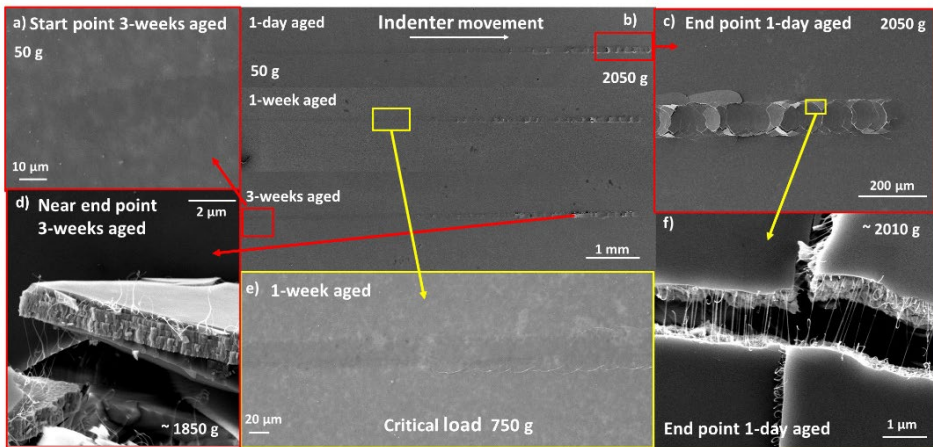 a) Start point 3-weeks aged
50 g
10 µm
1-day aged
Indenter movement
b)
50 g
2050 g
1-week aged
3-weeks aged
1 mm
c) End point 1-day aged 2050 g
200 µm
d) Near end point
3-weeks aged
2 µm
~ 1850 g
e) 1-week aged
20 µm
Critical load 750 g
f)
~ 2010 g
End point 1-day aged
1 µm